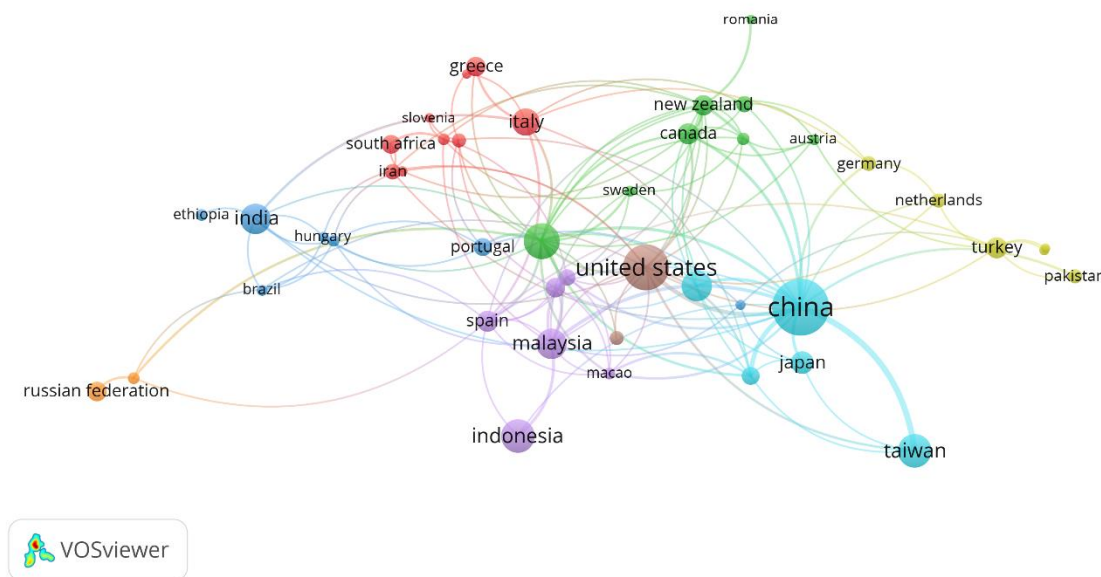 romania
greece
new zealand
slovenia
italy
canada
south africa
austria
germany
iran
sweden
netherlands
ethiopia
india
hungary
portugal
turkey
united states
pakistan
brazil
china
spain
malaysia
japan
macao
russian federation
indonesia
taiwan
VOSviewer